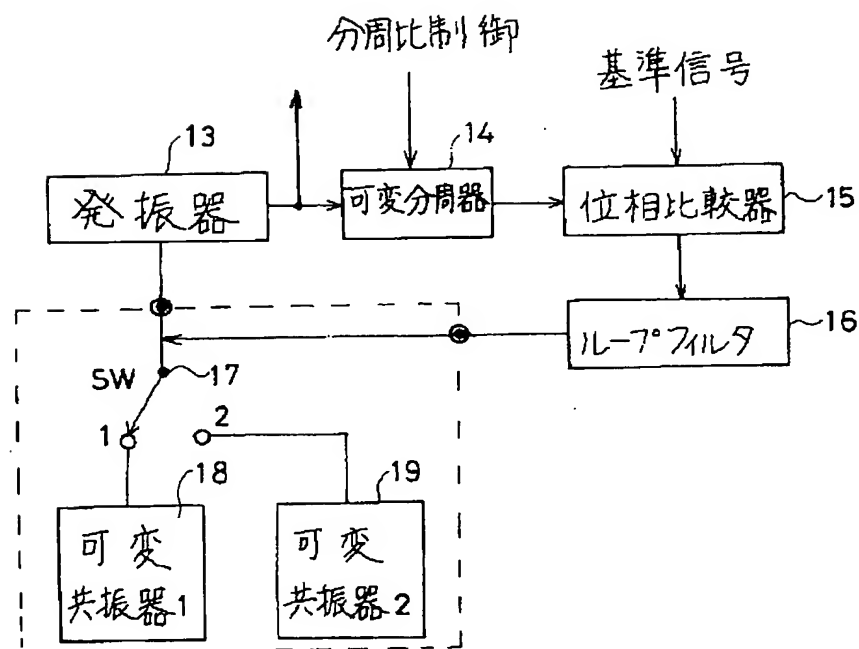 分周比制御
基準信号
13
発振器
14
可変分周器
位相比較器
15
ループフィルタ
16
SW
17
1
2
18
可変
共振器1
19
可変
共振器2